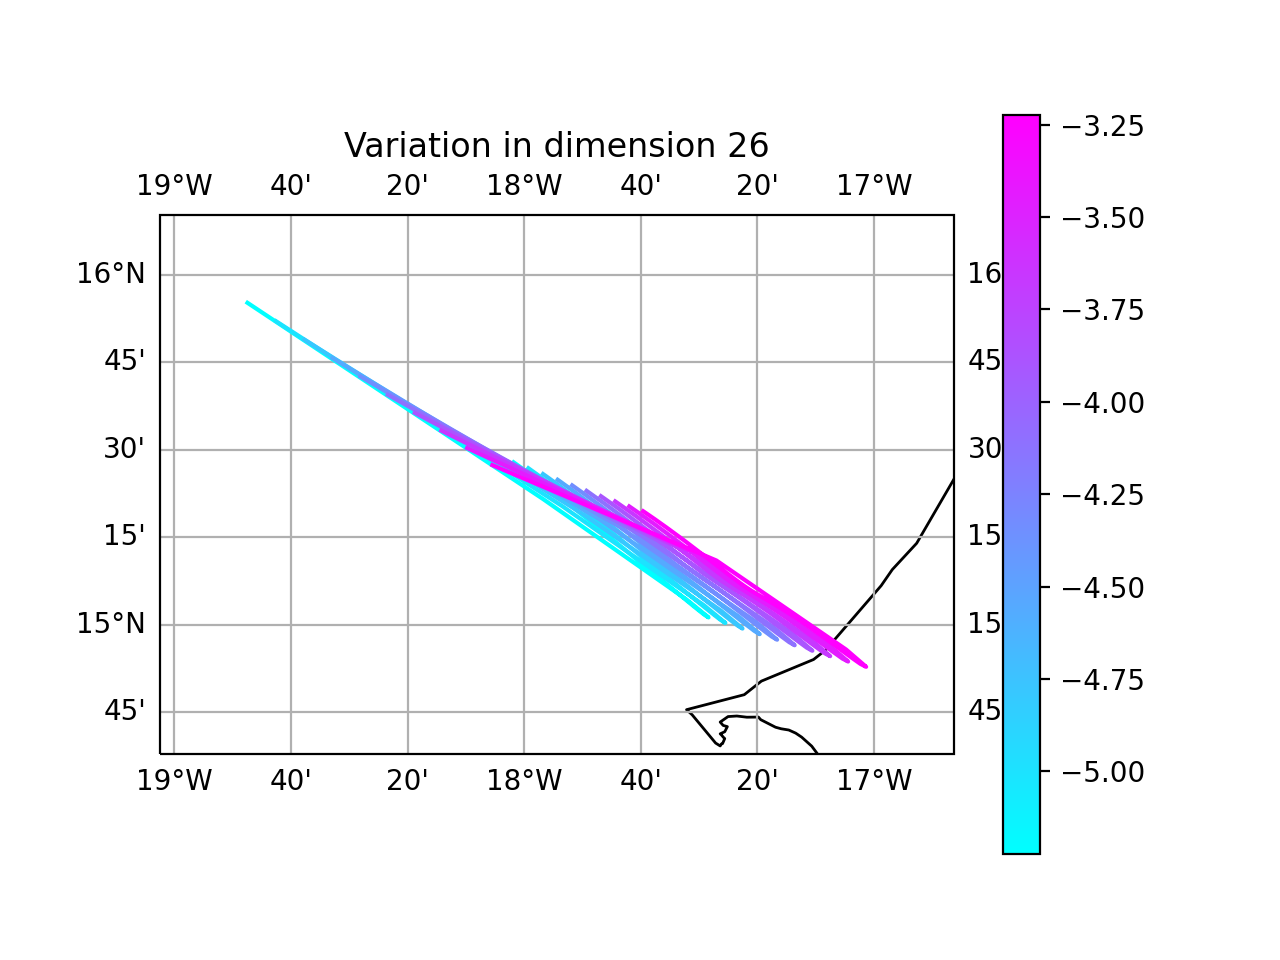 Variation in dimension 26
19°W 40' 20' 18°W 40' 20' 17°W
16°N 16
45' 45
30' 30
15' 15
15°N 15
45' 45
19°W 40' 20' 18°W 40' 20' 17°W
−3.25
−3.50
−3.75
−4.00
−4.25
−4.50
−4.75
−5.00